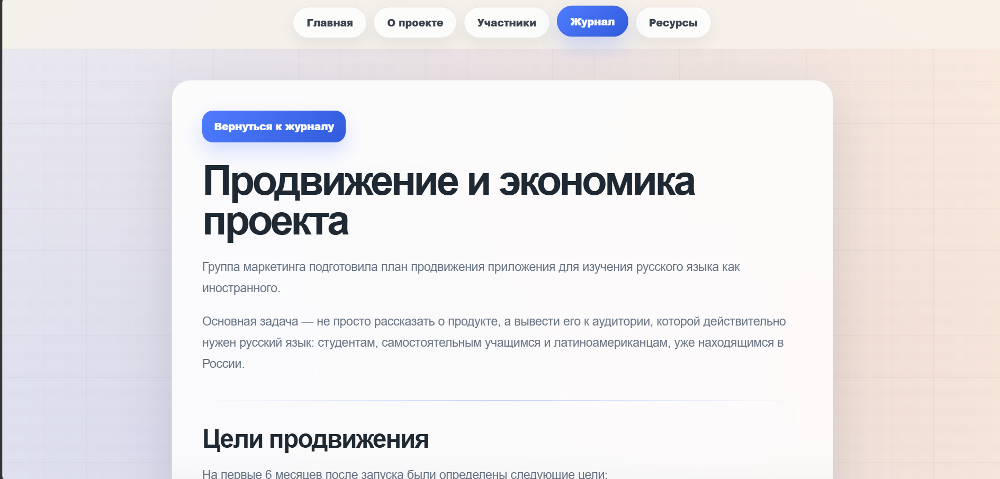 Главная О проекте Участники Журнал Ресурсы
Вернуться к журналу
Продвижение и экономика
проекта
Группа маркетинга подготовила план продвижения приложения для изучения русского языка как
иностранного.
Основная задача — не просто рассказать о продукте, а вывести его к аудитории, которой действительно
нужен русский язык: студентам, самостоятельным учащимся и латиноамериканцам, уже находящимся в
России.
Цели продвижения
На первые 6 месяцев после запуска были определены следующие цели: